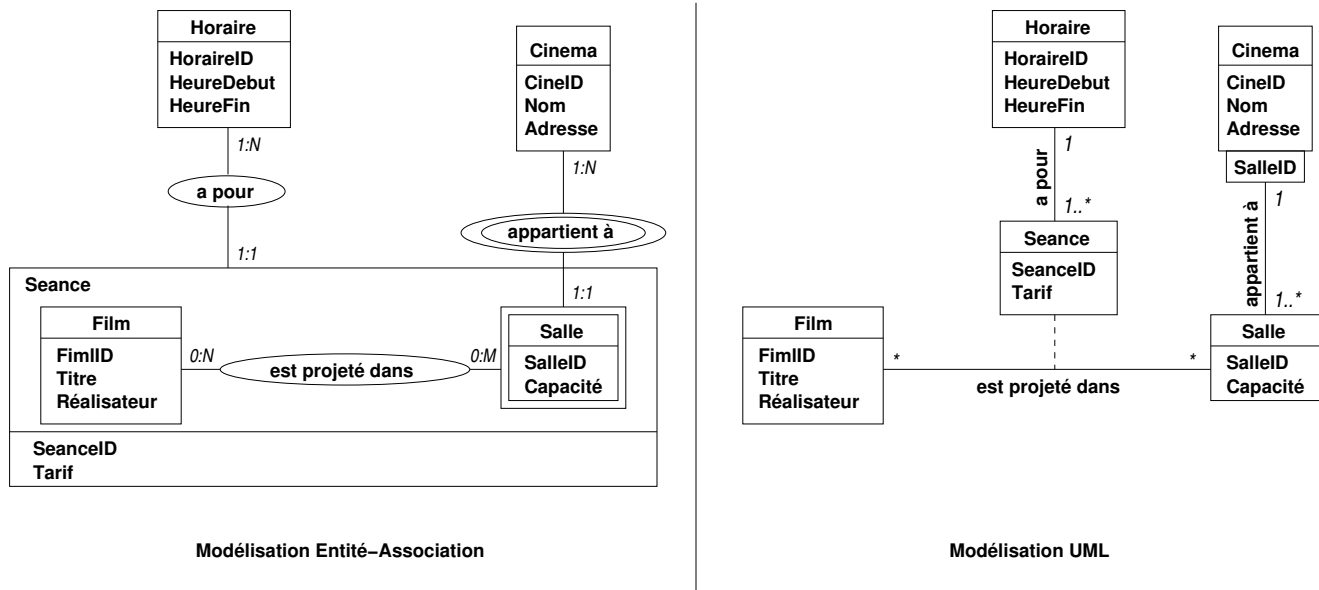 Horaire
HoraireID
HeureDebut
HeureFin
1:N
a pour
1:1
Cinema
CineID
Nom
Adresse
1:N
appartient à
1:1
Seance
Film
FimlID
Titre
Réalisateur
0:N
est projeté dans
0:M
Salle
SalleID
Capacité
SeanceID
Tarif
Modélisation Entité–Association
Horaire
HoraireID
HeureDebut
HeureFin
1
a pour
1..*
Seance
SeanceID
Tarif
Cinema
CineID
Nom
Adresse
SalleID
1
appartient à
1..*
Film
FimlID
Titre
Réalisateur
*
est projeté dans
*
Salle
SalleID
Capacité
Modélisation UML